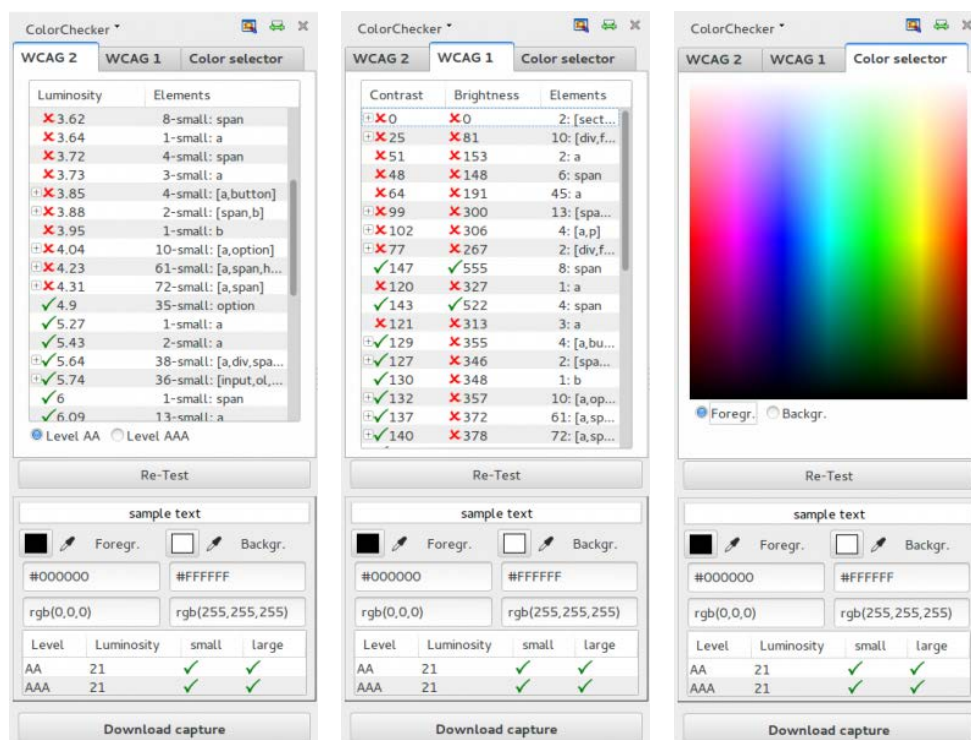 ColorChecker
WCAG 2 WCAG 1 Color selector
Luminosity Elements
3.62 8-small: span
3.64 1-small: a
3.72 4-small: span
3.73 3-small: a
3.85 4-small: [a,button]
3.88 2-small: [span,b]
3.95 1-small: b
4.04 10-small: [a,option]
4.23 61-small: [a,span,h...
4.31 72-small: [a,span]
4.9 35-small: option
5.27 1-small: a
5.43 2-small: a
5.64 38-small: [a,div,spa...
5.74 36-small: [input,ol,...
6 1-small: span
6.09 13-small: a
Level AA Level AAA
Re-Test
sample text
Foregr. Backgr.
#000000 #FFFFFF
rgb(0,0,0) rgb(255,255,255)
Level Luminosity small large
AA 21
AAA 21
Download capture
ColorChecker
WCAG 2 WCAG 1 Color selector
Contrast Brightness Elements
0 0 2: [sect...
25 81 10: [div,f...
51 153 2: a
48 148 6: span
64 191 45: a
99 300 13: [spa...
102 306 4: [a,p]
77 267 2: [div,f...
147 555 8: span
120 327 1: a
143 522 4: span
121 313 3: a
129 355 4: [a,bu...
127 346 2: [spa...
130 348 1: b
132 357 10: [a,op...
137 372 61: [a,sp...
140 378 72: [a,sp...
Re-Test
sample text
Foregr. Backgr.
#000000 #FFFFFF
rgb(0,0,0) rgb(255,255,255)
Level Luminosity small large
AA 21
AAA 21
Download capture
ColorChecker
WCAG 2 WCAG 1 Color selector
Foregr. Backgr.
Re-Test
sample text
Foregr. Backgr.
#000000 #FFFFFF
rgb(0,0,0) rgb(255,255,255)
Level Luminosity small large
AA 21
AAA 21
Download capture